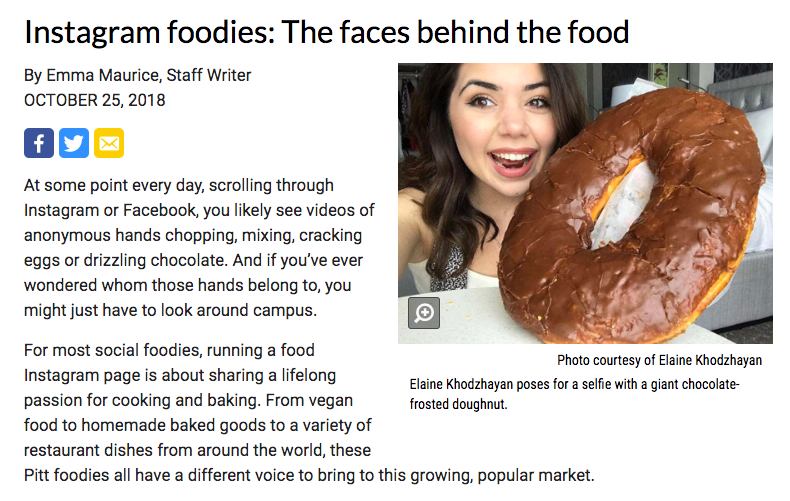 Instagram foodies: The faces behind the food
By Emma Maurice, Staff Writer
OCTOBER 25, 2018
At some point every day, scrolling through
Instagram or Facebook, you likely see videos of
anonymous hands chopping, mixing, cracking
eggs or drizzling chocolate. And if you’ve ever
wondered whom those hands belong to, you
might just have to look around campus.
For most social foodies, running a food
Instagram page is about sharing a lifelong
passion for cooking and baking. From vegan
food to homemade baked goods to a variety of
restaurant dishes from around the world, these
Pitt foodies all have a different voice to bring to this growing, popular market.
Photo courtesy of Elaine Khodzhayan
Elaine Khodzhayan poses for a selfie with a giant chocolate-
frosted doughnut.